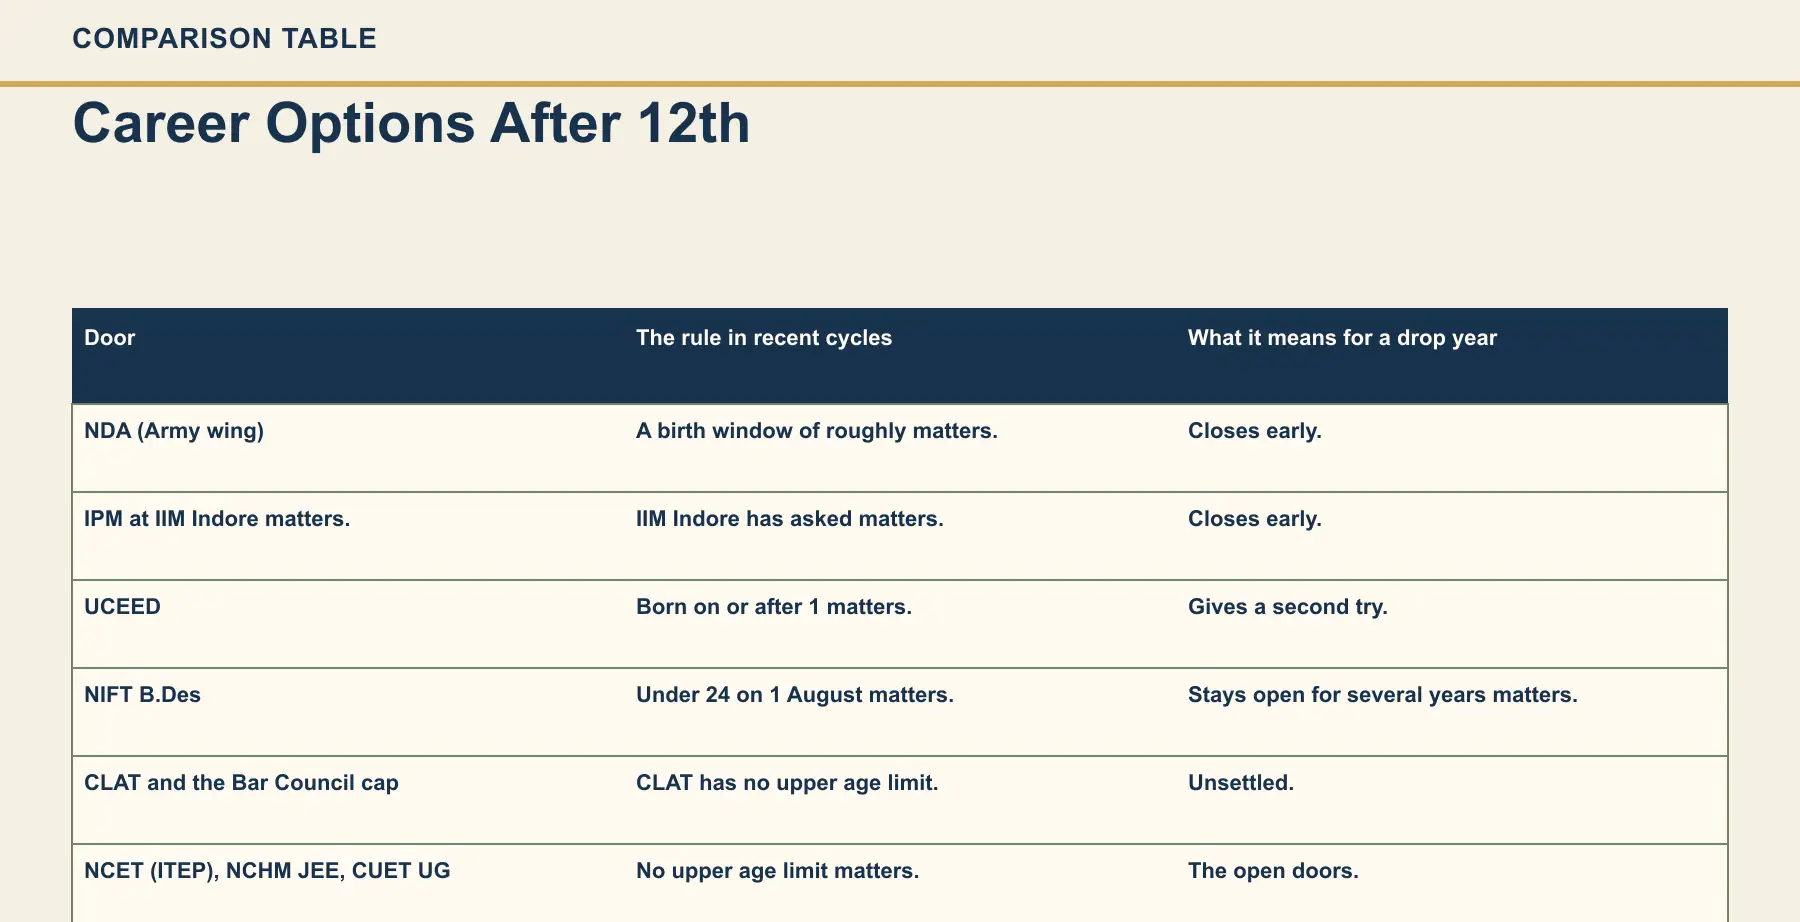 COMPARISON TABLE
Career Options After 12th
Door The rule in recent cycles What it means for a drop year
NDA (Army wing) A birth window of roughly matters. Closes early.
IPM at IIM Indore matters. IIM Indore has asked matters. Closes early.
UCEED Born on or after 1 matters. Gives a second try.
NIFT B.Des Under 24 on 1 August matters. Stays open for several years matters.
CLAT and the Bar Council cap CLAT has no upper age limit. Unsettled.
NCET (ITEP), NCHM JEE, CUET UG No upper age limit matters. The open doors.